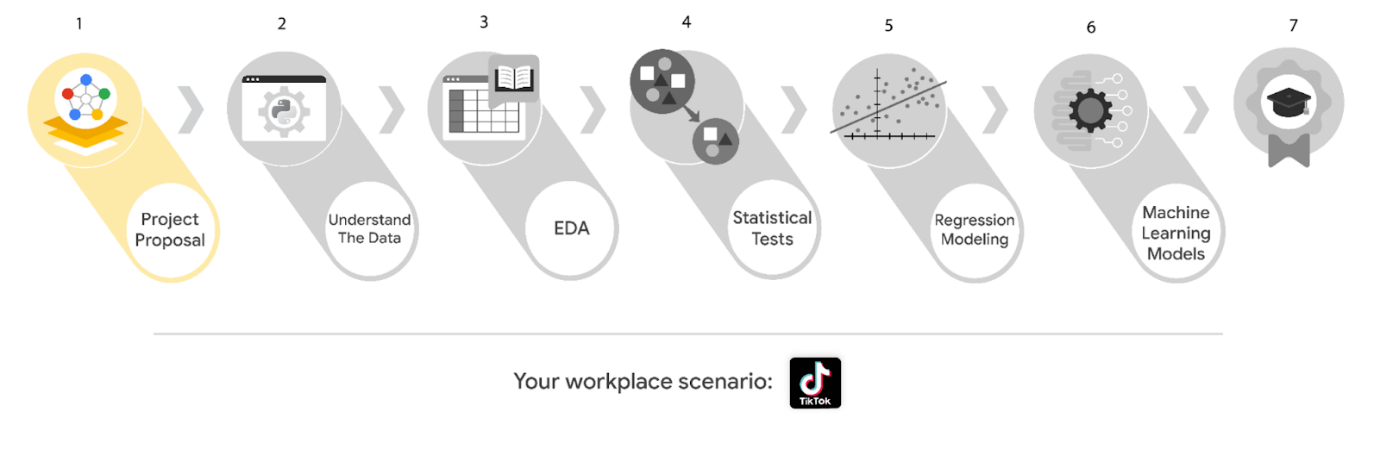 1
2
3
4
5
6
7
Project
Proposal
Understand
The Data
EDA
Statistical
Tests
Regression
Modeling
Machine
Learning
Models
Your workplace scenario:
TikTok